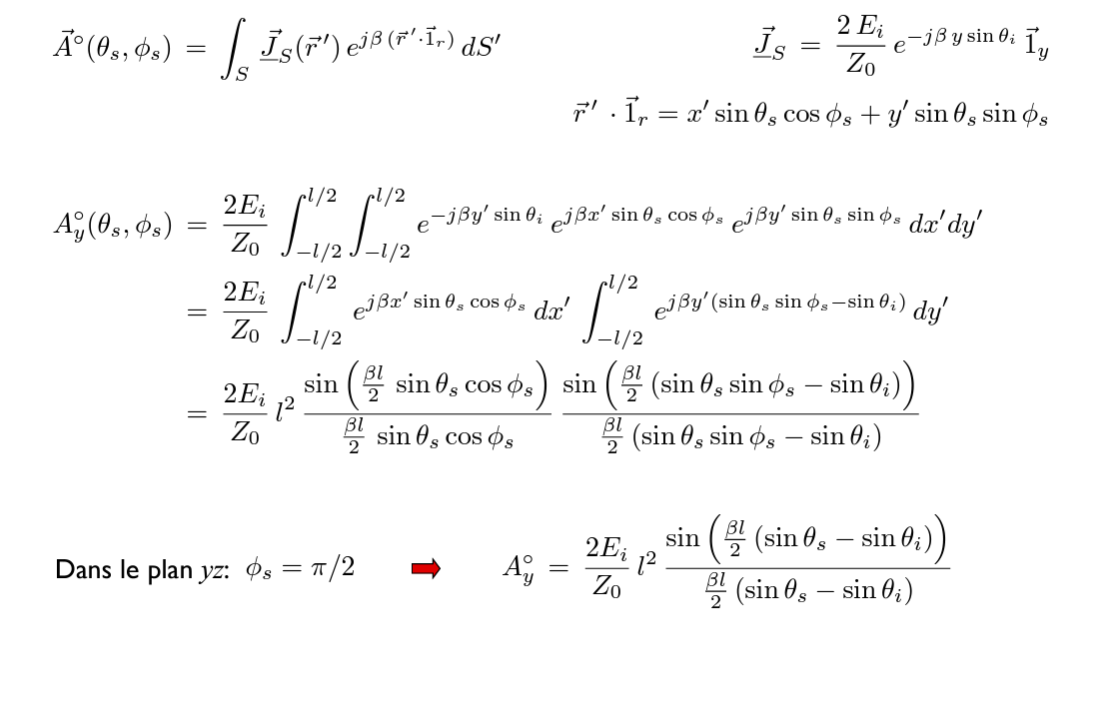 $\vec{A}^{\circ}(\theta_s, \phi_s) = \int_S \underline{\vec{J}}_S(\vec{r}\,')\, e^{j\beta\,(\vec{r}\,' \cdot \vec{1}_r)}\, dS'$ $\underline{\vec{J}}_S = \frac{2\,E_i}{Z_0}\, e^{-j\beta\, y \sin\theta_i}\, \vec{1}_y$
$\vec{r}\,' \cdot \vec{1}_r = x' \sin\theta_s \cos\phi_s + y' \sin\theta_s \sin\phi_s$
$A_y^{\circ}(\theta_s, \phi_s) = \frac{2E_i}{Z_0} \int_{-l/2}^{l/2} \int_{-l/2}^{l/2} e^{-j\beta y' \sin\theta_i}\, e^{j\beta x' \sin\theta_s \cos\phi_s}\, e^{j\beta y' \sin\theta_s \sin\phi_s}\, dx' dy'$
$= \frac{2E_i}{Z_0} \int_{-l/2}^{l/2} e^{j\beta x' \sin\theta_s \cos\phi_s}\, dx' \int_{-l/2}^{l/2} e^{j\beta y' (\sin\theta_s \sin\phi_s - \sin\theta_i)}\, dy'$
$= \frac{2E_i}{Z_0}\, l^2\, \frac{\sin\left(\frac{\beta l}{2} \sin\theta_s \cos\phi_s\right)}{\frac{\beta l}{2} \sin\theta_s \cos\phi_s}\, \frac{\sin\left(\frac{\beta l}{2} (\sin\theta_s \sin\phi_s - \sin\theta_i)\right)}{\frac{\beta l}{2} (\sin\theta_s \sin\phi_s - \sin\theta_i)}$
Dans le plan yz: $\phi_s = \pi/2$ $A_y^{\circ} = \frac{2E_i}{Z_0}\, l^2\, \frac{\sin\left(\frac{\beta l}{2} (\sin\theta_s - \sin\theta_i)\right)}{\frac{\beta l}{2} (\sin\theta_s - \sin\theta_i)}$